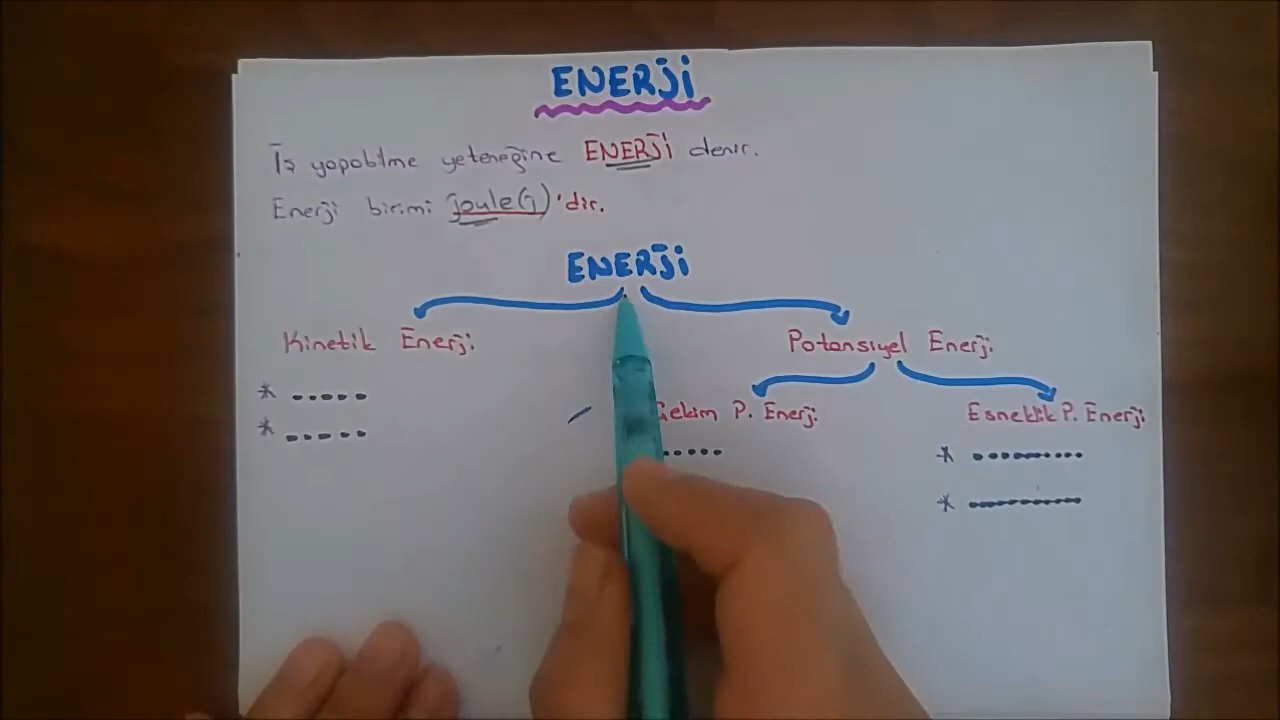 ENERJİ
İş yapabilme yeteneğine ENERJİ denir.
Enerji birimi joule(j)'dir.
ENERJİ
Kinetik Enerji
Potansiyel Enerji
* .....
* .....
P. Enerji
Esneklik P. Enerji
.....
* ..........
* ..........